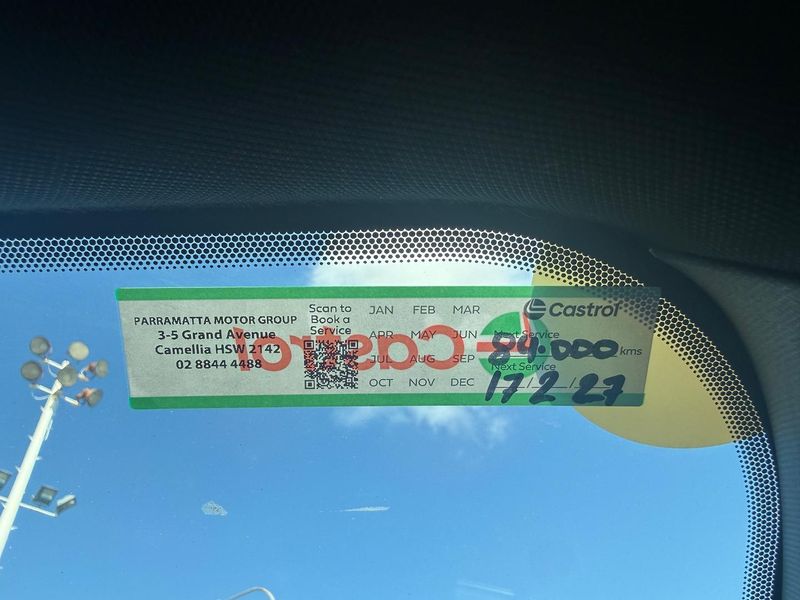 PARRAMATTA MOTOR GROUP
3-5 Grand Avenue
Camellia HSW 2142
02 8844 4488
Scan to
Book a
Service
JAN FEB MAR
APR MAY JUN
JUL AUG SEP
OCT NOV DEC
Castrol
Next Service
84.000 kms
Next Service
17/2/27
Castrol